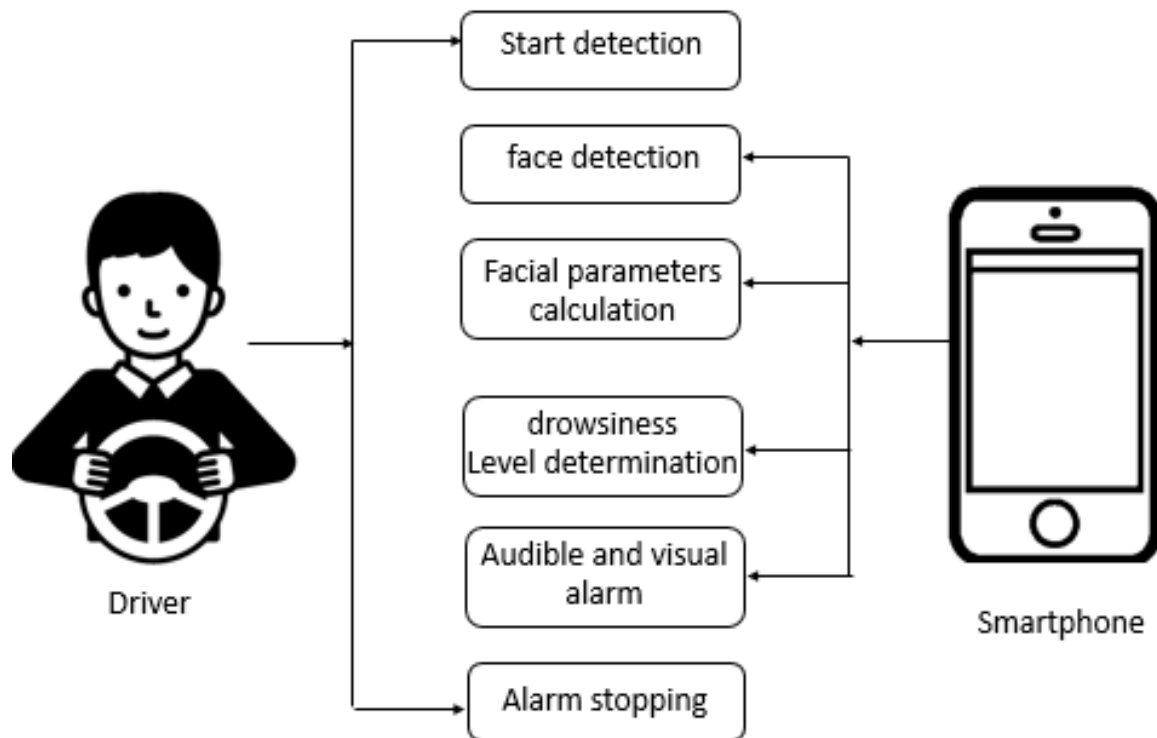 Start detection
face detection
Facial parameters
calculation
drowsiness
Level determination
Audible and visual
alarm
Alarm stopping
Driver
Smartphone